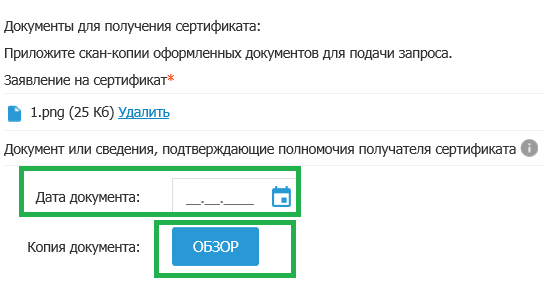 Документы для получения сертификата:
Приложите скан-копии оформленных документов для подачи запроса.
Заявление на сертификат*
1.png (25 Кб) Удалить
Документ или сведения, подтверждающие полномочия получателя сертификата i
Дата документа: __.__.____
Копия документа: ОБЗОР